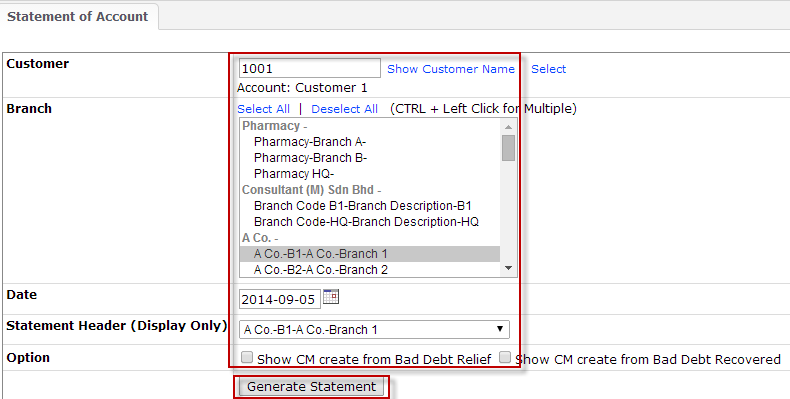 Statement of Account
Customer
1001 Show Customer Name Select
Account: Customer 1
Branch
Select All | Deselect All (CTRL + Left Click for Multiple)
Pharmacy -
Pharmacy-Branch A-
Pharmacy-Branch B-
Pharmacy HQ-
Consultant (M) Sdn Bhd -
Branch Code B1-Branch Description-B1
Branch Code-HQ-Branch Description-HQ
A Co. -
A Co.-B1-A Co.-Branch 1
A Co.-B2-A Co.-Branch 2
Date
2014-09-05
Statement Header (Display Only)
A Co.-B1-A Co.-Branch 1
Option
Show CM create from Bad Debt Relief Show CM create from Bad Debt Recovered
Generate Statement